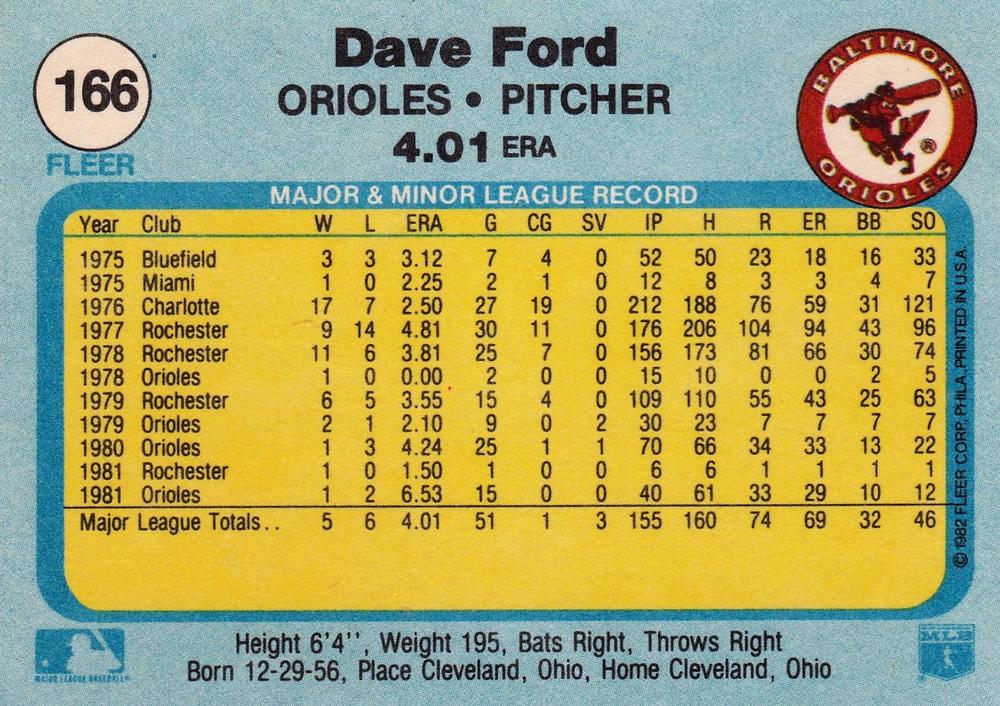 166
FLEER
Dave Ford
ORIOLES • PITCHER
4.01 ERA
BALTIMORE
ORIOLES
®
MAJOR & MINOR LEAGUE RECORD
Year Club W L ERA G CG SV IP H R ER BB SO
1975 Bluefield 3 3 3.12 7 4 0 52 50 23 18 16 33
1975 Miami 1 0 2.25 2 1 0 12 8 3 3 4 7
1976 Charlotte 17 7 2.50 27 19 0 212 188 76 59 31 121
1977 Rochester 9 14 4.81 30 11 0 176 206 104 94 43 96
1978 Rochester 11 6 3.81 25 7 0 156 173 81 66 30 74
1978 Orioles 1 0 0.00 2 0 0 15 10 0 0 2 5
1979 Rochester 6 5 3.55 15 4 0 109 110 55 43 25 63
1979 Orioles 2 1 2.10 9 0 2 30 23 7 7 7 7
1980 Orioles 1 3 4.24 25 1 1 70 66 34 33 13 22
1981 Rochester 1 0 1.50 1 0 0 6 6 1 1 1 1
1981 Orioles 1 2 6.53 15 0 0 40 61 33 29 10 12
Major League Totals.. 5 6 4.01 51 1 3 155 160 74 69 32 46
© 1982 FLEER CORP., PHILA., PRINTED IN U.S.A.
Height 6'4'', Weight 195, Bats Right, Throws Right
Born 12-29-56, Place Cleveland, Ohio, Home Cleveland, Ohio
MAJOR LEAGUE BASEBALL®
MLB